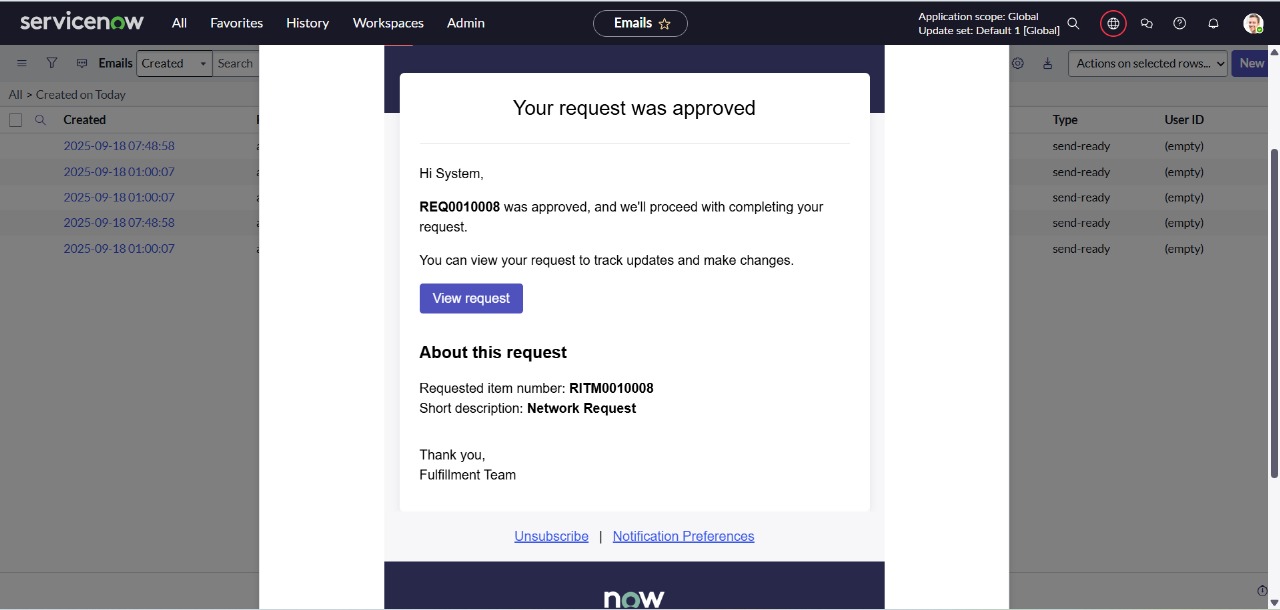 servicenow
All
Favorites
History
Workspaces
Admin
Emails
Application scope: Global
Update set: Default 1 [Global]
Emails
Created
Search
Actions on selected rows...
New
All > Created on Today
Created
Type
User ID
2025-09-18 07:48:58
send-ready
(empty)
2025-09-18 01:00:07
send-ready
(empty)
2025-09-18 01:00:07
send-ready
(empty)
2025-09-18 07:48:58
send-ready
(empty)
2025-09-18 01:00:07
send-ready
(empty)
Your request was approved
Hi System,
REQ0010008 was approved, and we'll proceed with completing your
request.
You can view your request to track updates and make changes.
View request
About this request
Requested item number: RITM0010008
Short description: Network Request
Thank you,
Fulfillment Team
Unsubscribe | Notification Preferences
now